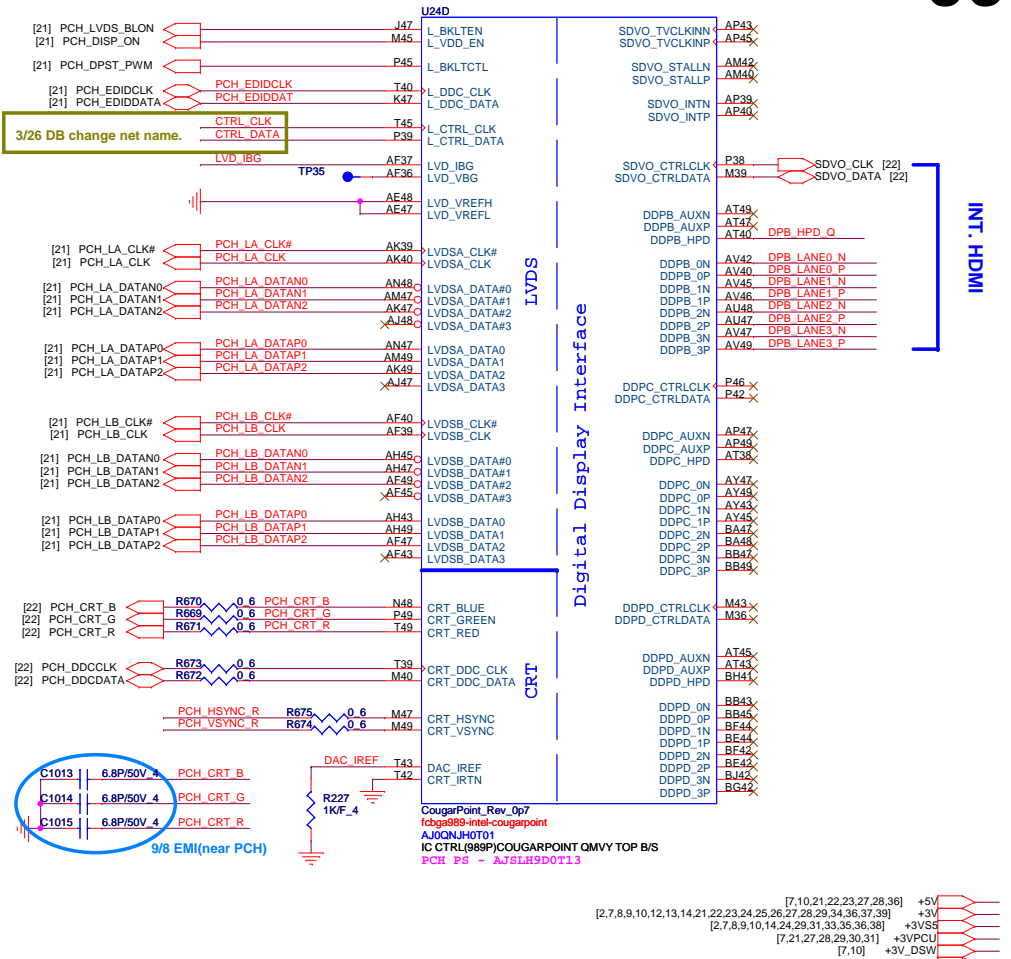 U24D
[21] PCH_LVDS_BLON J47 L_BKLTEN
[21] PCH_DISP_ON M45 L_VDD_EN
[21] PCH_DPST_PWM P45 L_BKLTCTL
[21] PCH_EDIDCLK PCH_EDIDCLK T40 L_DDC_CLK
[21] PCH_EDIDDATA PCH_EDIDDAT K47 L_DDC_DATA
3/26 DB change net name.
CTRL_CLK T45 L_CTRL_CLK
CTRL_DATA P39 L_CTRL_DATA
LVD_IBG AF37 LVD_IBG
TP35 AF36 LVD_VBG
AE48 LVD_VREFH
AE47 LVD_VREFL
[21] PCH_LA_CLK# PCH_LA_CLK# AK39 LVDSA_CLK#
[21] PCH_LA_CLK PCH_LA_CLK AK40 LVDSA_CLK
[21] PCH_LA_DATAN0 PCH_LA_DATAN0 AN48 LVDSA_DATA#0
[21] PCH_LA_DATAN1 PCH_LA_DATAN1 AM47 LVDSA_DATA#1
[21] PCH_LA_DATAN2 PCH_LA_DATAN2 AK47 LVDSA_DATA#2
AJ48 LVDSA_DATA#3
[21] PCH_LA_DATAP0 PCH_LA_DATAP0 AN47 LVDSA_DATA0
[21] PCH_LA_DATAP1 PCH_LA_DATAP1 AM49 LVDSA_DATA1
[21] PCH_LA_DATAP2 PCH_LA_DATAP2 AK49 LVDSA_DATA2
AJ47 LVDSA_DATA3
[21] PCH_LB_CLK# PCH_LB_CLK# AF40 LVDSB_CLK#
[21] PCH_LB_CLK PCH_LB_CLK AF39 LVDSB_CLK
[21] PCH_LB_DATAN0 PCH_LB_DATAN0 AH45 LVDSB_DATA#0
[21] PCH_LB_DATAN1 PCH_LB_DATAN1 AH47 LVDSB_DATA#1
[21] PCH_LB_DATAN2 PCH_LB_DATAN2 AF49 LVDSB_DATA#2
AF45 LVDSB_DATA#3
[21] PCH_LB_DATAP0 PCH_LB_DATAP0 AH43 LVDSB_DATA0
[21] PCH_LB_DATAP1 PCH_LB_DATAP1 AH49 LVDSB_DATA1
[21] PCH_LB_DATAP2 PCH_LB_DATAP2 AF47 LVDSB_DATA2
AF43 LVDSB_DATA3
[22] PCH_CRT_B R670 0_6 PCH_CRT_B N48 CRT_BLUE
[22] PCH_CRT_G R669 0_6 PCH_CRT_G P49 CRT_GREEN
[22] PCH_CRT_R R671 0_6 PCH_CRT_R T49 CRT_RED
[22] PCH_DDCCLK R673 0_6 T39 CRT_DDC_CLK
[22] PCH_DDCDATA R672 0_6 M40 CRT_DDC_DATA
PCH_HSYNC_R R675 0_6 M47 CRT_HSYNC
PCH_VSYNC_R R674 0_6 M49 CRT_VSYNC
DAC_IREF T43 DAC_IREF
T42 CRT_IRTN
R227
1K/F_4
C1013 6.8P/50V_4 PCH_CRT_B
C1014 6.8P/50V_4 PCH_CRT_G
C1015 6.8P/50V_4 PCH_CRT_R
9/8 EMI(near PCH)
LVDS
CRT
Digital Display Interface
SDVO_TVCLKINN AP43
SDVO_TVCLKINP AP45
SDVO_STALLN AM42
SDVO_STALLP AM40
SDVO_INTN AP39
SDVO_INTP AP40
SDVO_CTRLCLK P38 SDVO_CLK [22]
SDVO_CTRLDATA M39 SDVO_DATA [22]
DDPB_AUXN AT49
DDPB_AUXP AT47
DDPB_HPD AT40 DPB_HPD_Q
DDPB_0N AV42 DPB_LANE0_N
DDPB_0P AV40 DPB_LANE0_P
DDPB_1N AV45 DPB_LANE1_N
DDPB_1P AV46 DPB_LANE1_P
DDPB_2N AU48 DPB_LANE2_N
DDPB_2P AU47 DPB_LANE2_P
DDPB_3N AV47 DPB_LANE3_N
DDPB_3P AV49 DPB_LANE3_P
INT. HDMI
DDPC_CTRLCLK P46
DDPC_CTRLDATA P42
DDPC_AUXN AP47
DDPC_AUXP AP49
DDPC_HPD AT38
DDPC_0N AY47
DDPC_0P AY49
DDPC_1N AY43
DDPC_1P AY45
DDPC_2N BA47
DDPC_2P BA48
DDPC_3N BB47
DDPC_3P BB49
DDPD_CTRLCLK M43
DDPD_CTRLDATA M36
DDPD_AUXN AT45
DDPD_AUXP AT43
DDPD_HPD BH41
DDPD_0N BB43
DDPD_0P BB45
DDPD_1N BF44
DDPD_1P BE44
DDPD_2N BF42
DDPD_2P BE42
DDPD_3N BJ42
DDPD_3P BG42
CougarPoint_Rev_0p7
fcbga989-intel-cougarpoint
AJ0QNJH0T01
IC CTRL(989P)COUGARPOINT QMVY TOP B/S
PCH PS - AJSLH9D0T13
[7,10,21,22,23,27,28,36] +5V
[2,7,8,9,10,12,13,14,21,22,23,24,25,26,27,28,29,34,36,37,39] +3V
[2,7,8,9,10,14,24,29,31,33,35,36,38] +3VS5
[7,21,27,28,29,30,31] +3VPCU
[7,10] +3V_DSW